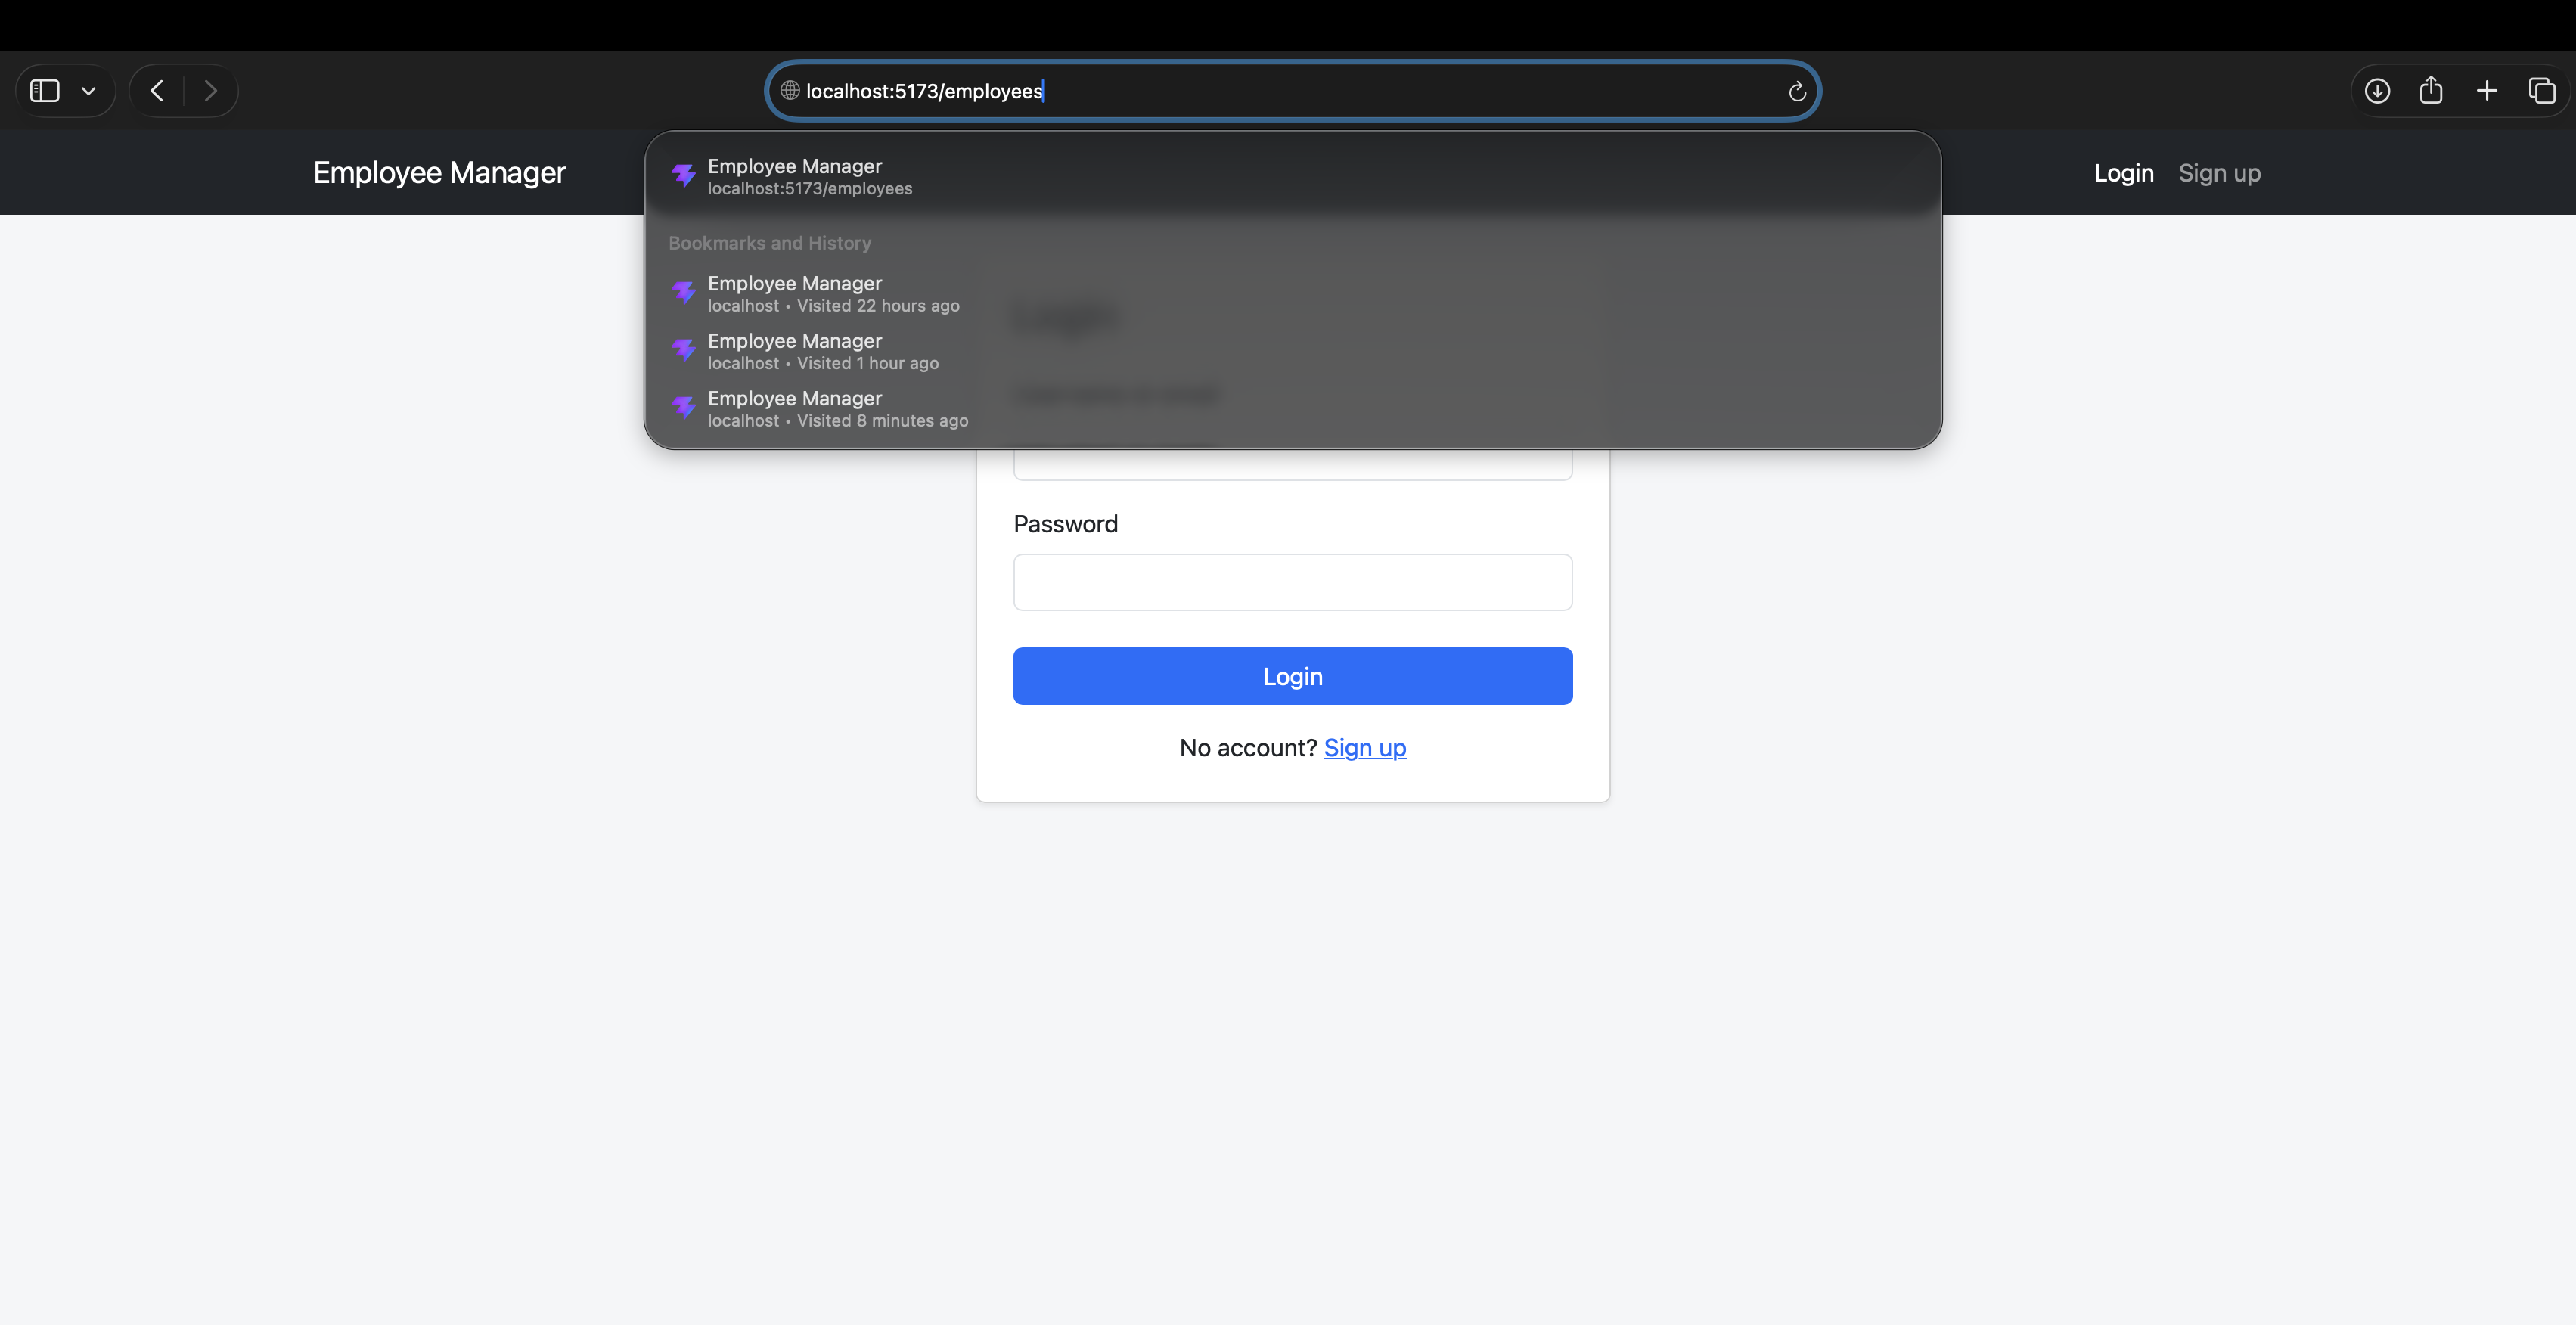 localhost:5173/employees
Employee Manager
Login Sign up
Employee Manager
localhost:5173/employees
Bookmarks and History
Employee Manager
localhost • Visited 22 hours ago
Employee Manager
localhost • Visited 1 hour ago
Employee Manager
localhost • Visited 8 minutes ago
Login
Password
Login
No account? Sign up